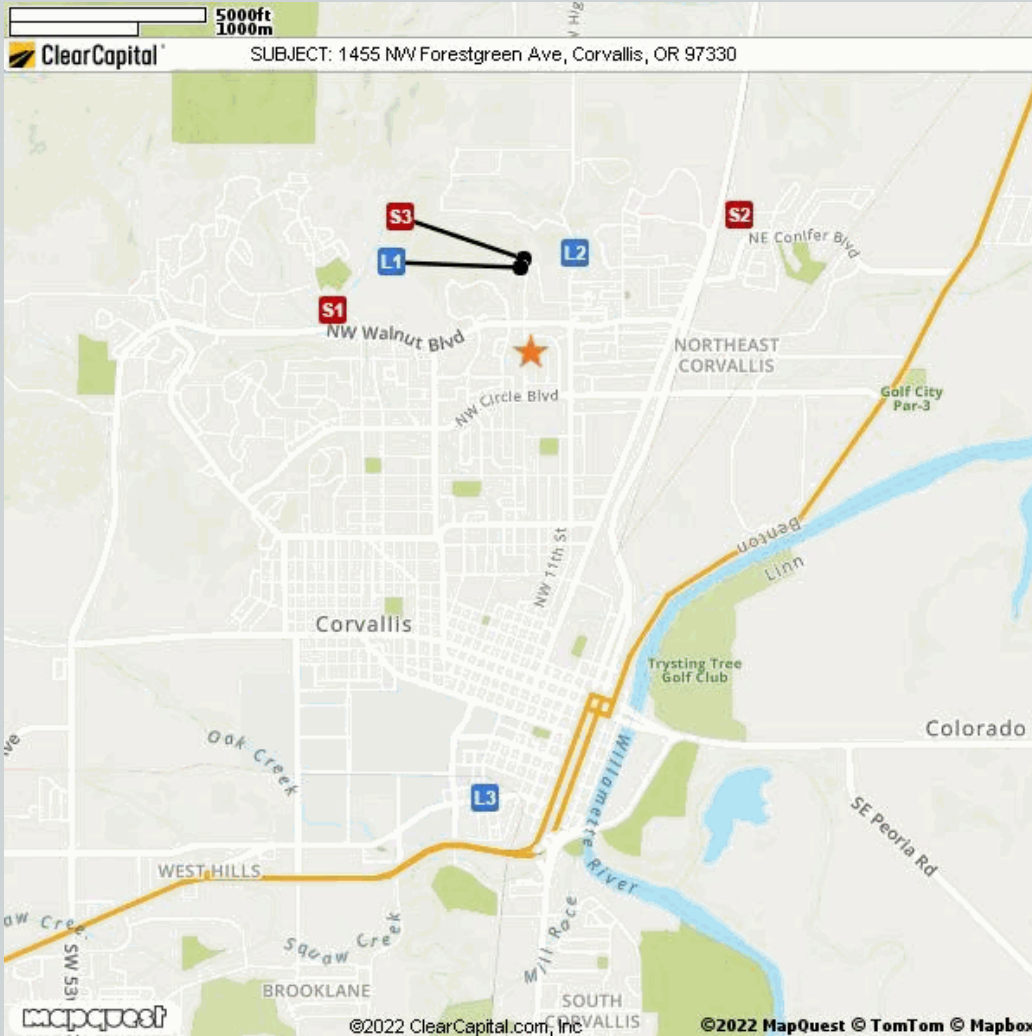 5000ft
1000m
ClearCapital
SUBJECT: 1455 NW Forestgreen Ave, Corvallis, OR 97330
S3
S2
L1
L2
NE Conifer Blvd
S1
NW Walnut Blvd
NORTHEAST
CORVALLIS
NW Circle Blvd
Golf City
Par-3
NW 11th St
Benton
Linn
Corvallis
Trysting Tree
Golf Club
Colorado
Oak Creek
Willamette River
L3
SE Peoria Rd
WEST HILLS
Squaw Creek
Mill Race
BROOKLANE
SOUTH
CORVALLIS
mapquest
©2022 ClearCapital.com, Inc
©2022 MapQuest © TomTom © Mapbox